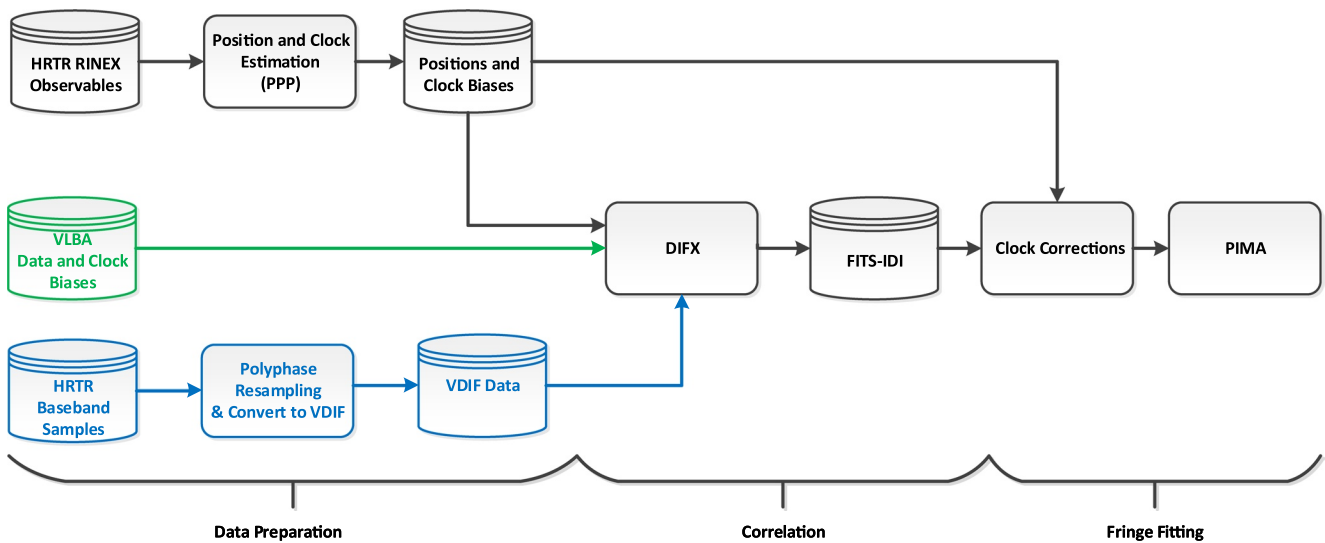 HRTR RINEX
Observables
Position and Clock
Estimation
(PPP)
Positions and
Clock Biases
VLBA
Data and Clock
Biases
DIFX
FITS-IDI
Clock Corrections
PIMA
HRTR
Baseband
Samples
Polyphase
Resampling
& Convert to VDIF
VDIF Data
Data Preparation
Correlation
Fringe Fitting